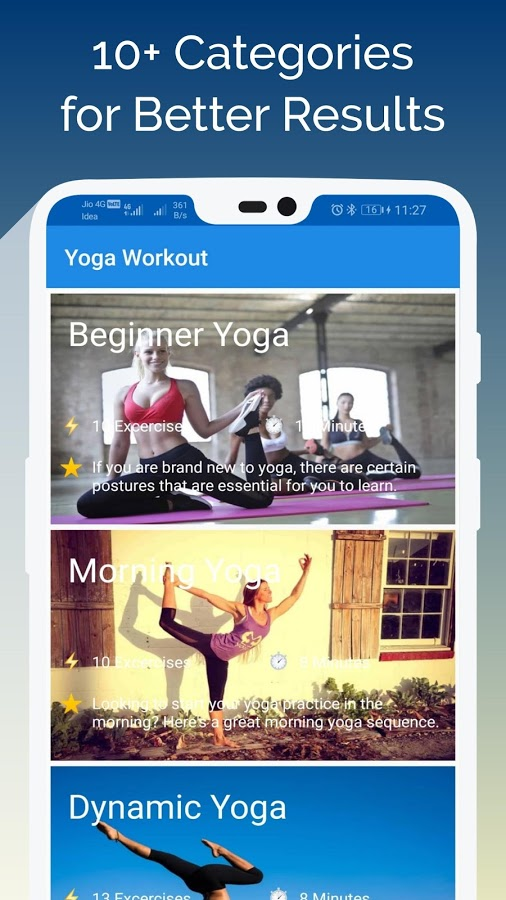 10+ Categories
for Better Results
Jio 4G VoLTE 4G 361
Idea B/s
16 11:27
Yoga Workout
Beginner Yoga
Excercises Minutes
If you are brand new to yoga, there are certain
postures that are essential for you to learn.
Morning Yoga
10 Excercises 8 Minutes
Looking to start your yoga practice in the
morning? Here's a great morning yoga sequence.
Dynamic Yoga
13 Excercises 8 Minutes